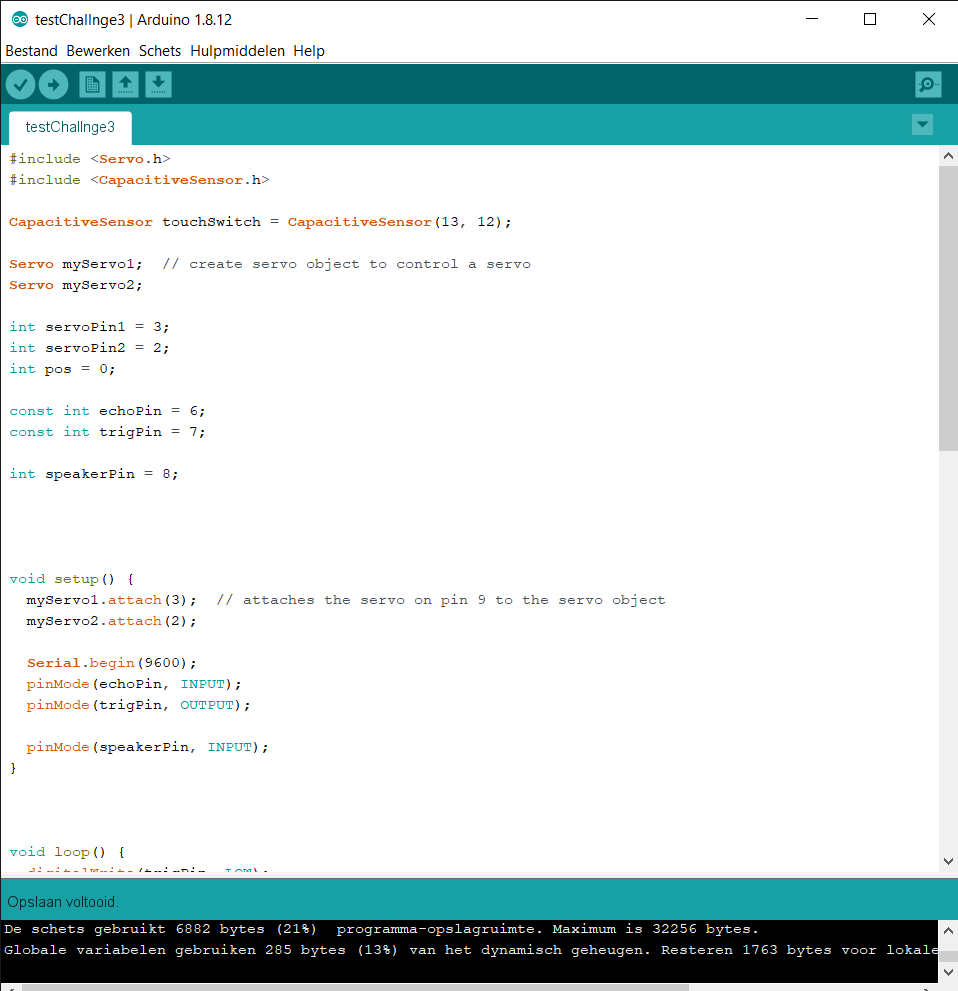 testChallnge3 | Arduino 1.8.12
Bestand Bewerken Schets Hulpmiddelen Help
testChallnge3
#include <Servo.h>
#include <CapacitiveSensor.h>
CapacitiveSensor touchSwitch = CapacitiveSensor(13, 12);
Servo myServo1;  // create servo object to control a servo
Servo myServo2;
int servoPin1 = 3;
int servoPin2 = 2;
int pos = 0;
const int echoPin = 6;
const int trigPin = 7;
int speakerPin = 8;
void setup() {
  myServo1.attach(3);  // attaches the servo on pin 9 to the servo object
  myServo2.attach(2);
  Serial.begin(9600);
  pinMode(echoPin, INPUT);
  pinMode(trigPin, OUTPUT);
  pinMode(speakerPin, INPUT);
}
void loop() {
  digitalWrite(trigPin, LOW);
Opslaan voltooid.
De schets gebruikt 6882 bytes (21%)  programma-opslagruimte. Maximum is 32256 bytes.
Globale variabelen gebruiken 285 bytes (13%) van het dynamisch geheugen. Resteren 1763 bytes voor lokale